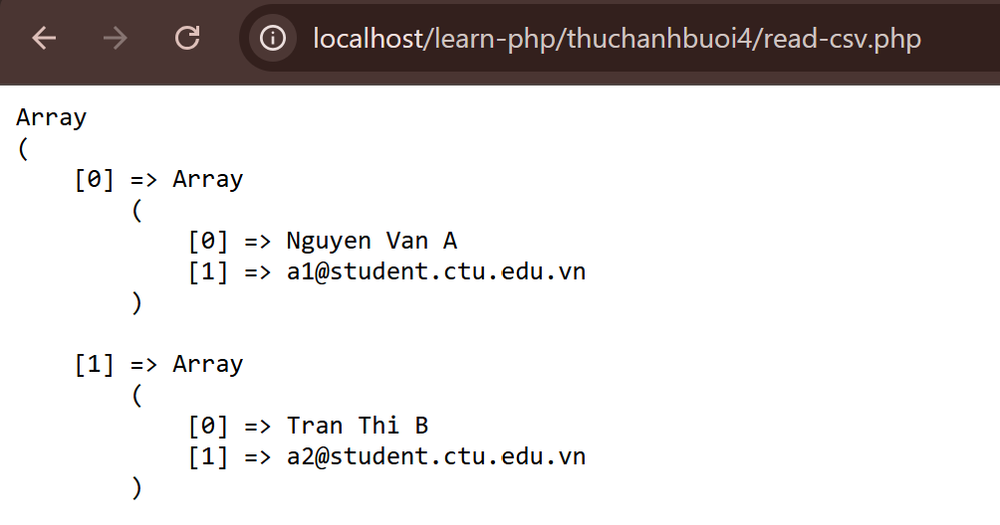 localhost/learn-php/thuchanhbuoi4/read-csv.php
Array
(
[0] => Array
(
[0] => Nguyen Van A
[1] => a1@student.ctu.edu.vn
)
[1] => Array
(
[0] => Tran Thi B
[1] => a2@student.ctu.edu.vn
)